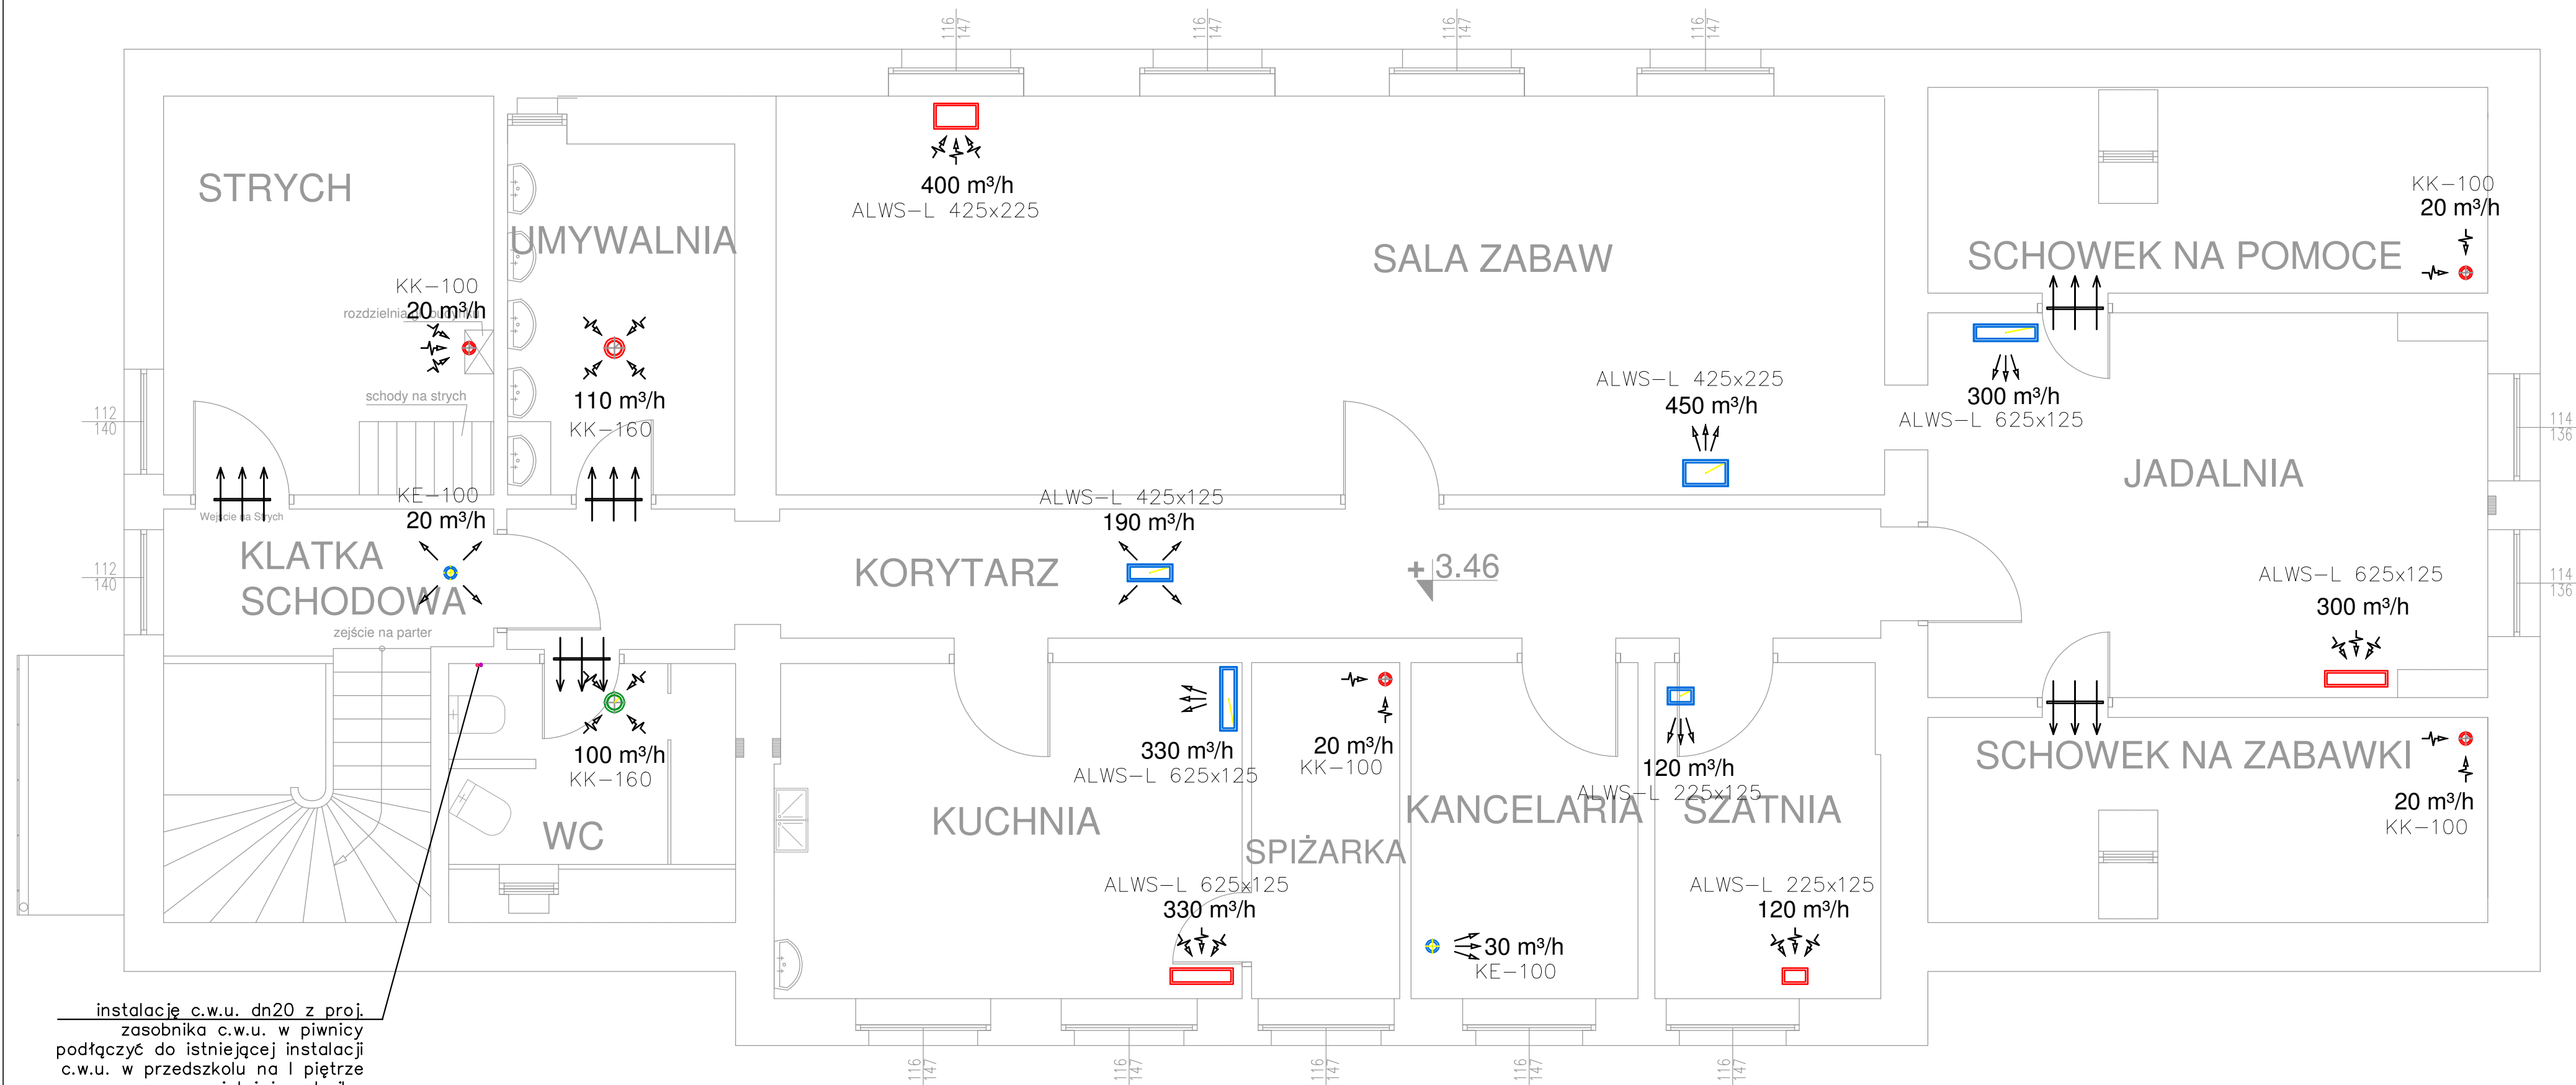 116
147
116
147
116
147
116
147
STRYCH
UMYWALNIA
400 m³/h
ALWS-L 425x225
SALA ZABAW
KK-100
20 m³/h
SCHOWEK NA POMOCE
KK-100
20 m³/h
rozdzielnia
schody na strych
110 m³/h
KK-160
ALWS-L 425x225
450 m³/h
300 m³/h
ALWS-L 625x125
112
140
114
136
JADALNIA
KE-100
20 m³/h
Wejście na Strych
ALWS-L 425x125
190 m³/h
KLATKA
SCHODOWA
zejście na parter
112
140
KORYTARZ
+3.46
ALWS-L 625x125
300 m³/h
114
136
100 m³/h
KK-160
WC
330 m³/h
ALWS-L 625x125
KUCHNIA
20 m³/h
KK-100
SPIŻARKA
KANCELARIA
120 m³/h
ALWS-L 225x125
SZATNIA
SCHOWEK NA ZABAWKI
20 m³/h
KK-100
ALWS-L 625x125
330 m³/h
30 m³/h
KE-100
ALWS-L 225x125
120 m³/h
instalację c.w.u. dn20 z proj.
zasobnika c.w.u. w piwnicy
podłączyć do istniejącej instalacji
c.w.u. w przedszkolu na I piętrze
116
147
116
147
116
147
116
147
116
147